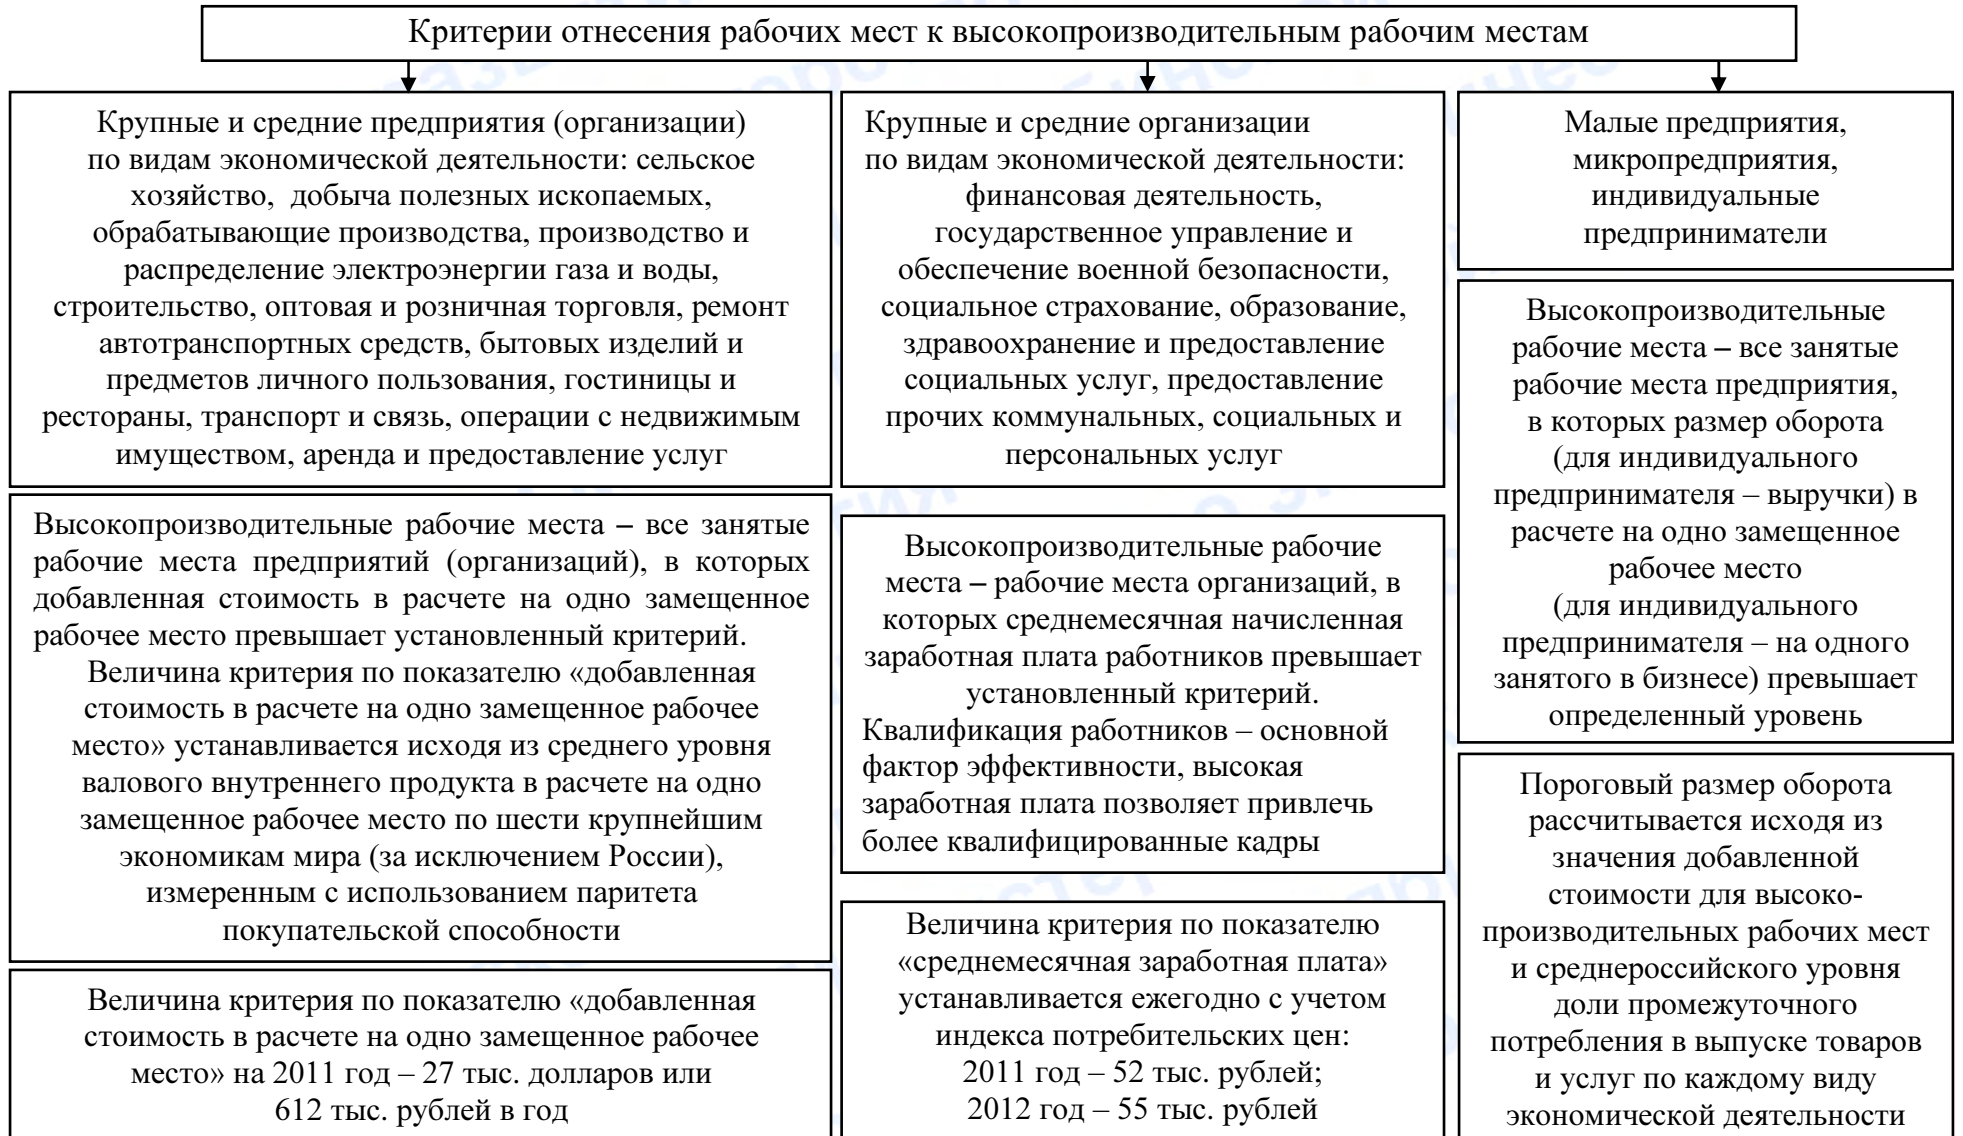 Критерии отнесения рабочих мест к высокопроизводительным рабочим местам
Крупные и средние предприятия (организации)
по видам экономической деятельности: сельское
хозяйство, добыча полезных ископаемых,
обрабатывающие производства, производство и
распределение электроэнергии газа и воды,
строительство, оптовая и розничная торговля, ремонт
автотранспортных средств, бытовых изделий и
предметов личного пользования, гостиницы и
рестораны, транспорт и связь, операции с недвижимым
имуществом, аренда и предоставление услуг
Высокопроизводительные рабочие места – все занятые
рабочие места предприятий (организаций), в которых
добавленная стоимость в расчете на одно замещенное
рабочее место превышает установленный критерий.
Величина критерия по показателю «добавленная
стоимость в расчете на одно замещенное рабочее
место» устанавливается исходя из среднего уровня
валового внутреннего продукта в расчете на одно
замещенное рабочее место по шести крупнейшим
экономикам мира (за исключением России),
измеренным с использованием паритета
покупательской способности
Величина критерия по показателю «добавленная
стоимость в расчете на одно замещенное рабочее
место» на 2011 год – 27 тыс. долларов или
612 тыс. рублей в год
Крупные и средние организации
по видам экономической деятельности:
финансовая деятельность,
государственное управление и
обеспечение военной безопасности,
социальное страхование, образование,
здравоохранение и предоставление
социальных услуг, предоставление
прочих коммунальных, социальных и
персональных услуг
Высокопроизводительные рабочие
места – рабочие места организаций, в
которых среднемесячная начисленная
заработная плата работников превышает
установленный критерий.
Квалификация работников – основной
фактор эффективности, высокая
заработная плата позволяет привлечь
более квалифицированные кадры
Величина критерия по показателю
«среднемесячная заработная плата»
устанавливается ежегодно с учетом
индекса потребительских цен:
2011 год – 52 тыс. рублей;
2012 год – 55 тыс. рублей
Малые предприятия,
микропредприятия,
индивидуальные
предприниматели
Высокопроизводительные
рабочие места – все занятые
рабочие места предприятия,
в которых размер оборота
(для индивидуального
предпринимателя – выручки) в
расчете на одно замещенное
рабочее место
(для индивидуального
предпринимателя – на одного
занятого в бизнесе) превышает
определенный уровень
Пороговый размер оборота
рассчитывается исходя из
значения добавленной
стоимости для высоко-
производительных рабочих мест
и среднероссийского уровня
доли промежуточного
потребления в выпуске товаров
и услуг по каждому виду
экономической деятельности